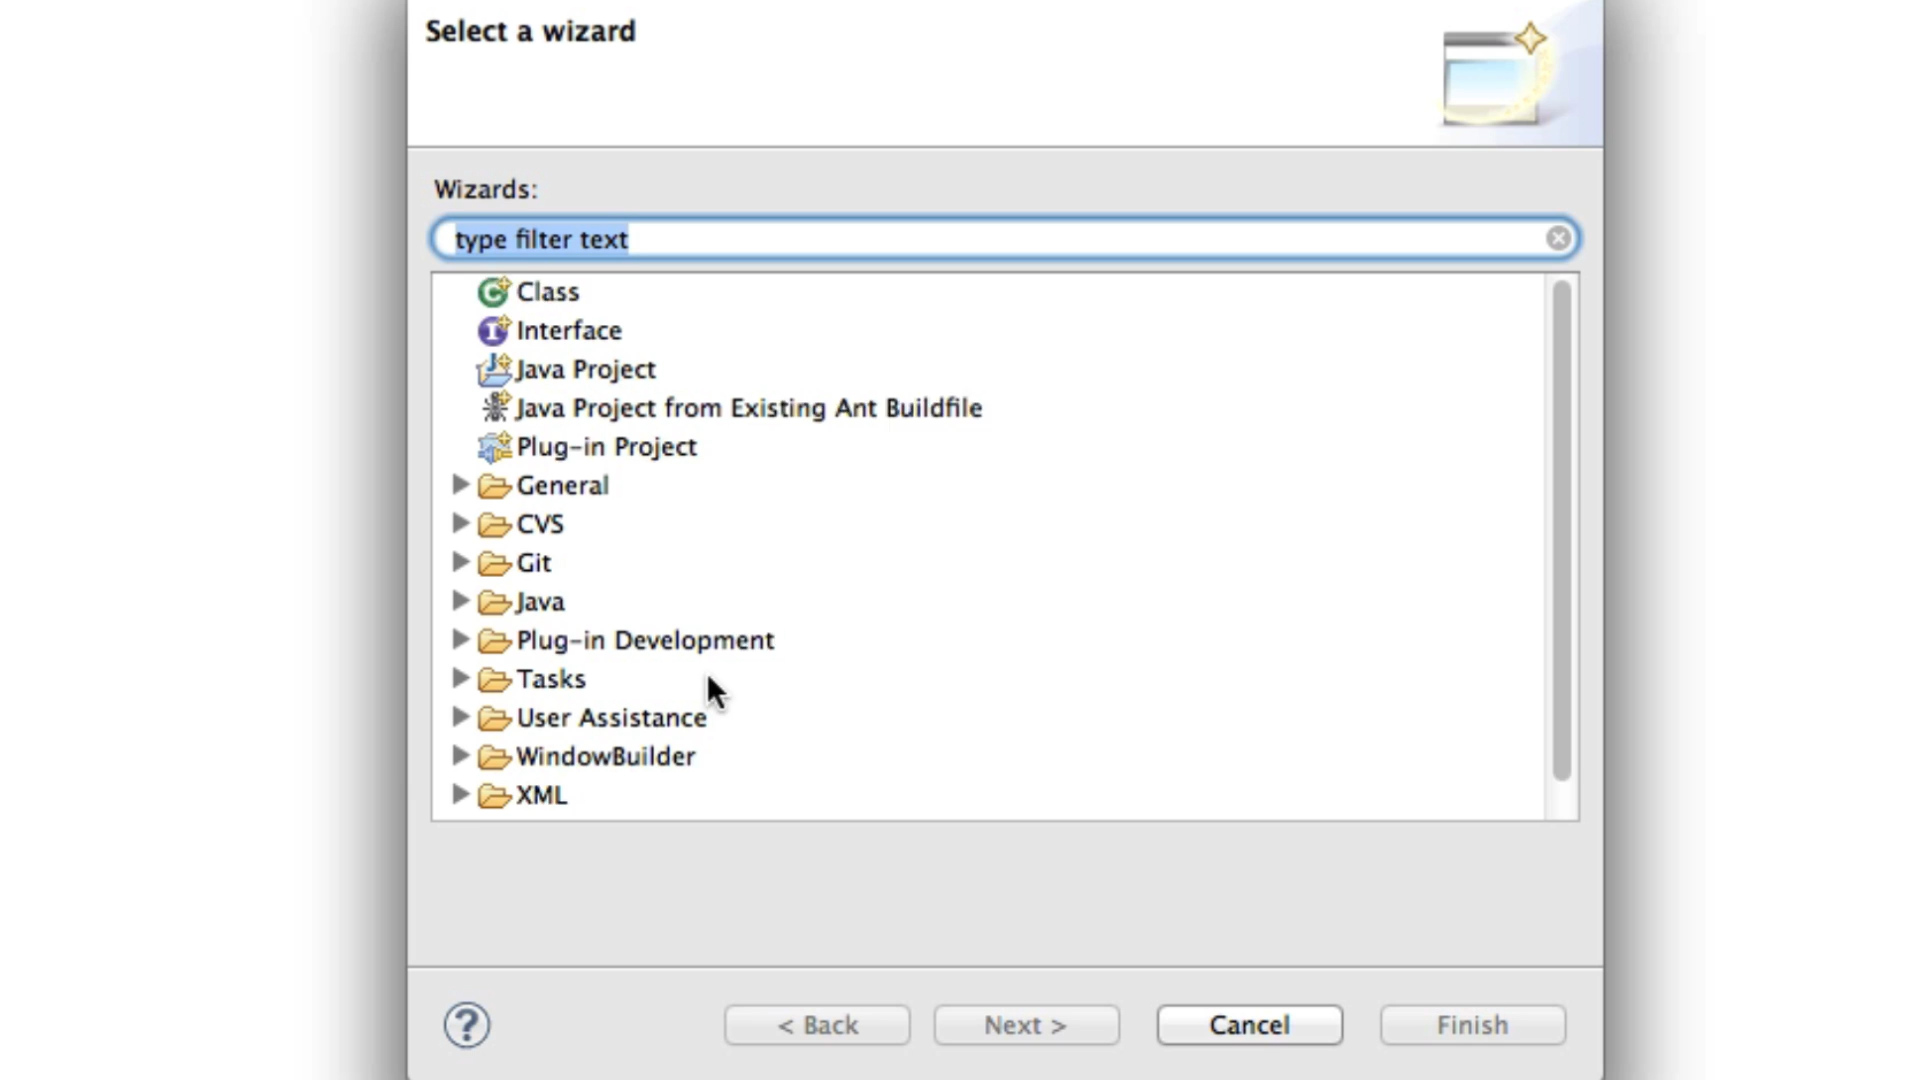 Select a wizard
Wizards:
type filter text
Class
Interface
Java Project
Java Project from Existing Ant Buildfile
Plug-in Project
General
CVS
Git
Java
Plug-in Development
Tasks
User Assistance
WindowBuilder
XML
? < Back Next > Cancel Finish